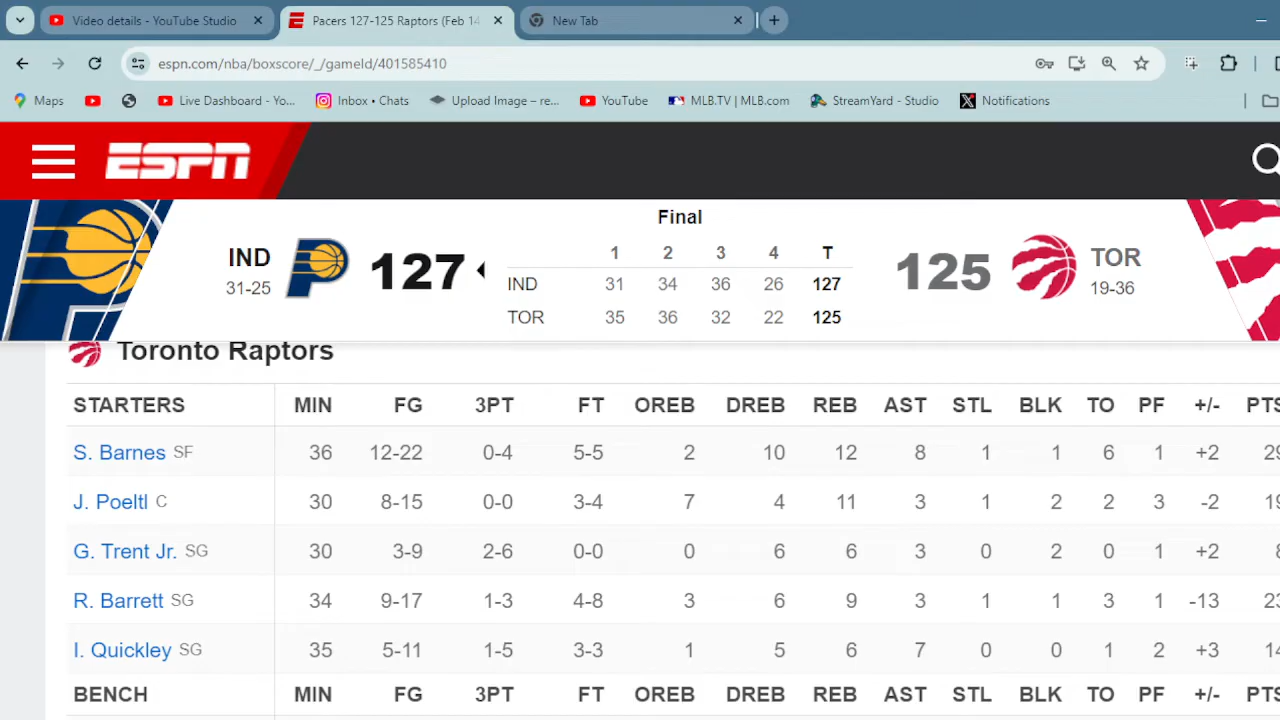 Video details - YouTube Studio
Pacers 127-125 Raptors (Feb 14
New Tab
espn.com/nba/boxscore/_/gameId/401585410
Maps Live Dashboard - Yo... Inbox • Chats Upload Image – re... YouTube MLB.TV | MLB.com StreamYard - Studio Notifications
ESPN
Final
IND 31-25 127
1 2 3 4 T
IND 31 34 36 26 127
TOR 35 36 32 22 125
125 TOR 19-36
Toronto Raptors
STARTERS MIN FG 3PT FT OREB DREB REB AST STL BLK TO PF +/- PTS
S. Barnes SF 36 12-22 0-4 5-5 2 10 12 8 1 1 6 1 +2 29
J. Poeltl C 30 8-15 0-0 3-4 7 4 11 3 1 2 2 3 -2 19
G. Trent Jr. SG 30 3-9 2-6 0-0 0 6 6 3 0 2 0 1 +2 8
R. Barrett SG 34 9-17 1-3 4-8 3 6 9 3 1 1 3 1 -13 23
I. Quickley SG 35 5-11 1-5 3-3 1 5 6 7 0 0 1 2 +3 14
BENCH MIN FG 3PT FT OREB DREB REB AST STL BLK TO PF +/- PTS